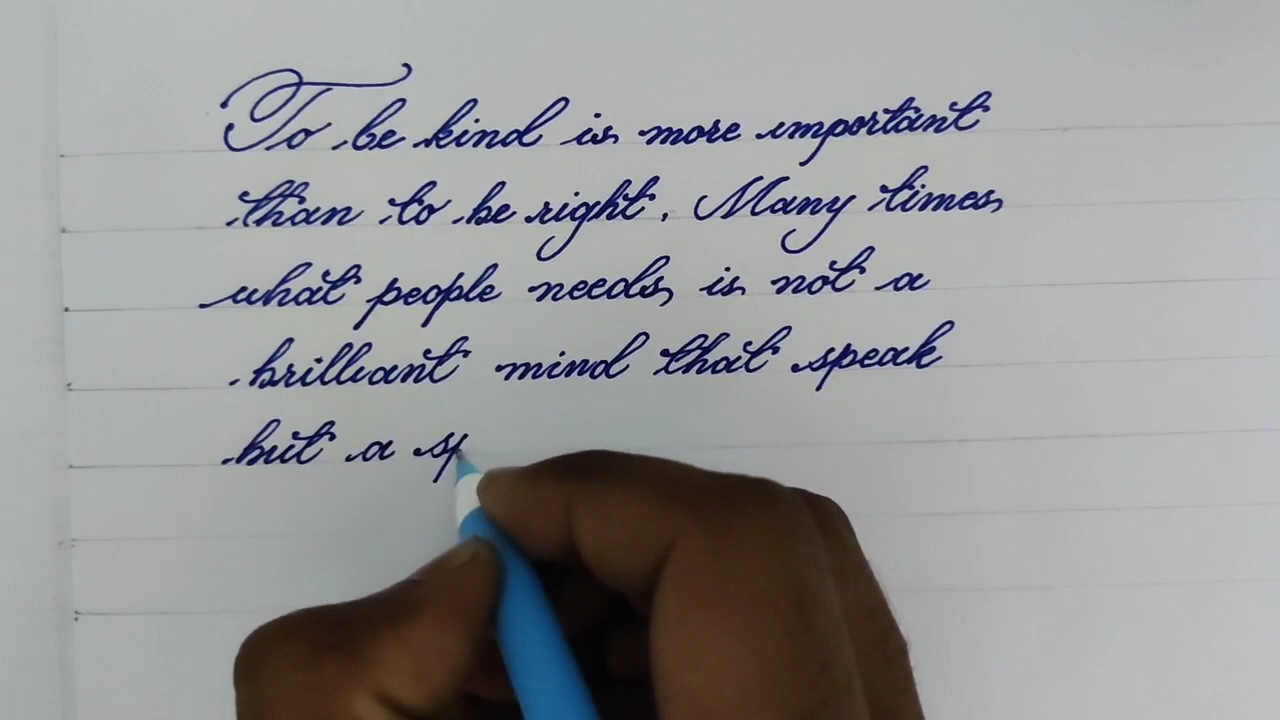 To be kind is more important
than to be right. Many times
what people needs is not a
brilliant mind that speak
but a sp